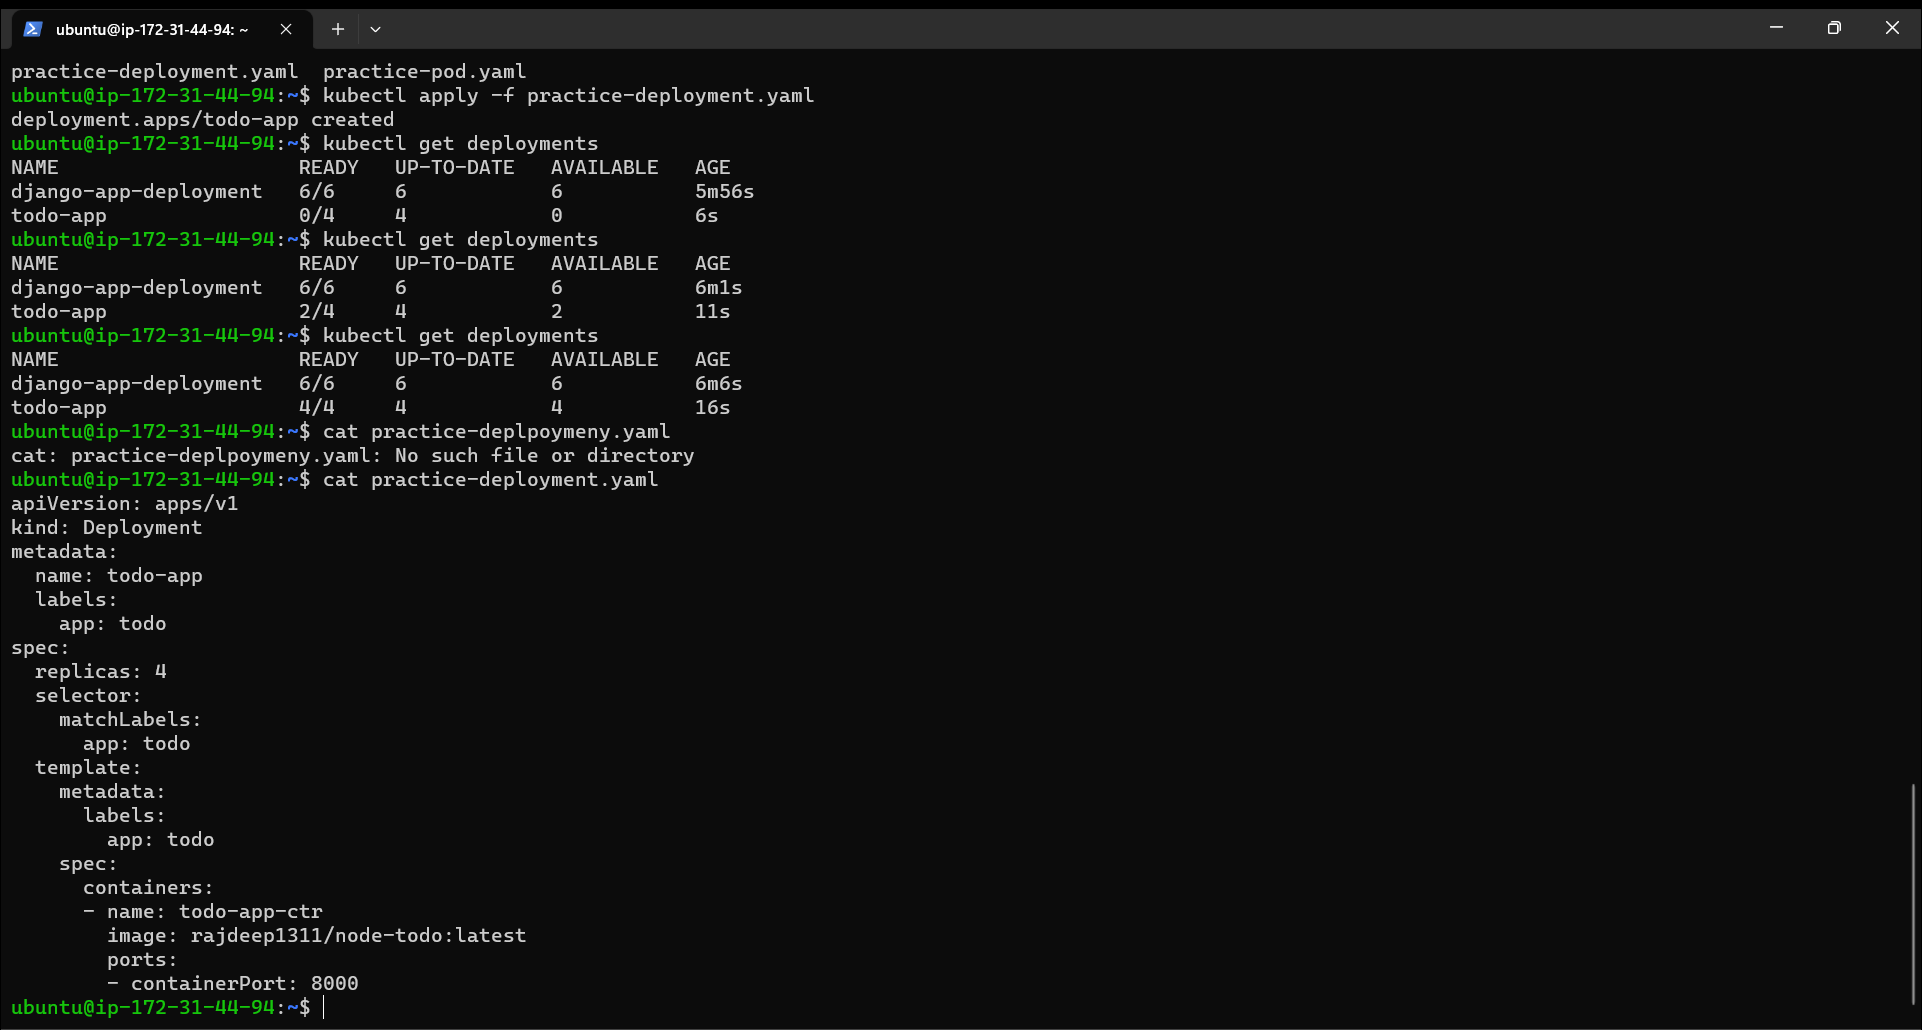 ubuntu@ip-172-31-44-94: ~
practice-deployment.yaml  practice-pod.yaml
ubuntu@ip-172-31-44-94:~$ kubectl apply -f practice-deployment.yaml
deployment.apps/todo-app created
ubuntu@ip-172-31-44-94:~$ kubectl get deployments
NAME                    READY   UP-TO-DATE   AVAILABLE   AGE
django-app-deployment   6/6     6            6           5m56s
todo-app                0/4     4            0           6s
ubuntu@ip-172-31-44-94:~$ kubectl get deployments
NAME                    READY   UP-TO-DATE   AVAILABLE   AGE
django-app-deployment   6/6     6            6           6m1s
todo-app                2/4     4            2           11s
ubuntu@ip-172-31-44-94:~$ kubectl get deployments
NAME                    READY   UP-TO-DATE   AVAILABLE   AGE
django-app-deployment   6/6     6            6           6m6s
todo-app                4/4     4            4           16s
ubuntu@ip-172-31-44-94:~$ cat practice-deplpoymeny.yaml
cat: practice-deplpoymeny.yaml: No such file or directory
ubuntu@ip-172-31-44-94:~$ cat practice-deployment.yaml
apiVersion: apps/v1
kind: Deployment
metadata:
  name: todo-app
  labels:
    app: todo
spec:
  replicas: 4
  selector:
    matchLabels:
      app: todo
  template:
    metadata:
      labels:
        app: todo
    spec:
      containers:
      - name: todo-app-ctr
        image: rajdeep1311/node-todo:latest
        ports:
        - containerPort: 8000
ubuntu@ip-172-31-44-94:~$